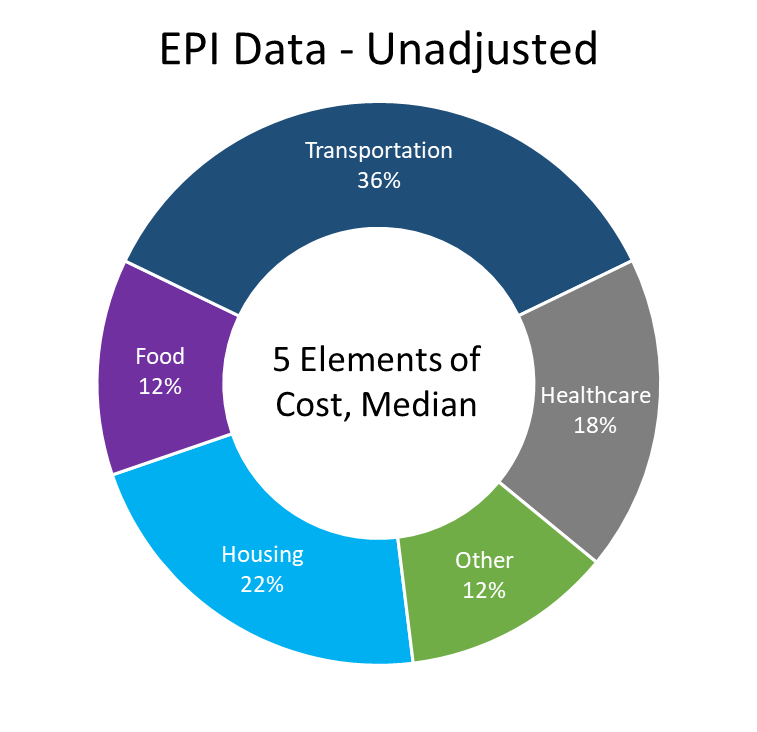 EPI Data - Unadjusted
Transportation
36%
Food
12%
5 Elements of
Cost, Median
Healthcare
18%
Housing
22%
Other
12%